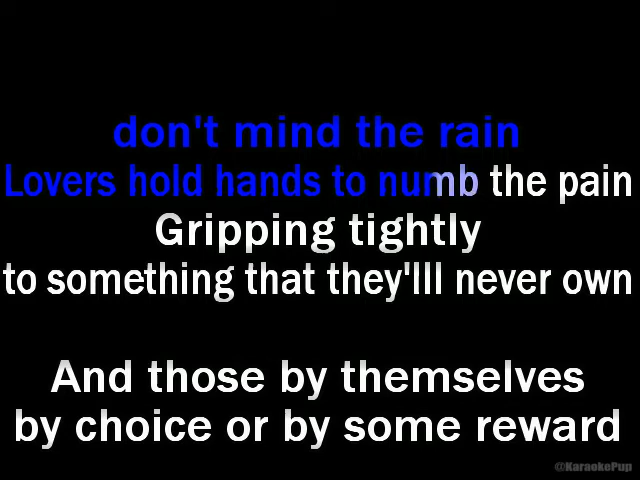 don't mind the rain
Lovers hold hands to numb the pain
Gripping tightly
to something that they'lll never own
And those by themselves
by choice or by some reward
@KaraokePup